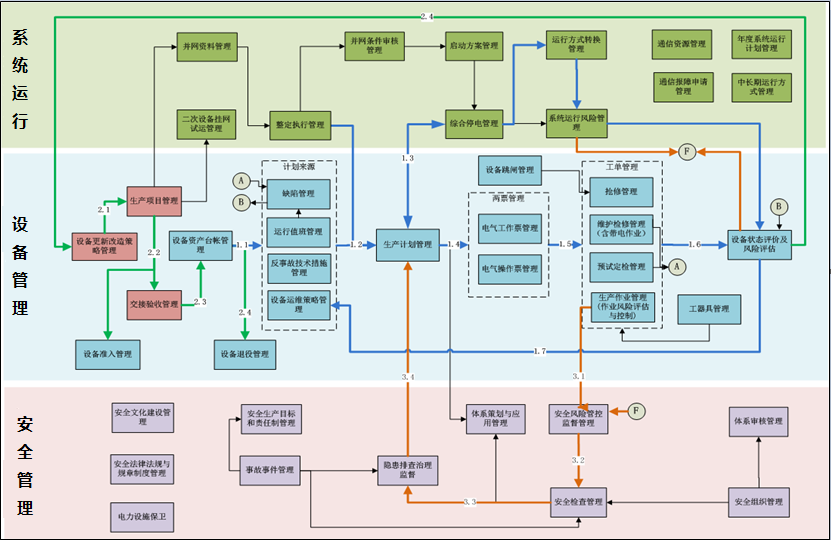 系统运行
2.4
并网资料管理
并网条件审核
管理
启动方案管理
运行方式转换
管理
通信资源管理
年度系统运行
计划管理
通信报障申请
管理
中长期运行方
式管理
二次设备挂网
试运管理
整定执行管理
综合停电管理
系统运行风险管
理
F
1.3
设备管理
生产项目管理
2.1
设备更新改造策
略管理
2.2
交接验收管理
2.3
设备资产台帐管
理
1.1
2.4
设备准入管理
设备退役管理
计划来源
A
B
缺陷管理
运行值班管理
反事故技术措施
管理
设备运维策略管
理
1.2
生产计划管理
1.4
设备跳闸管理
两票管理
电气工作票管理
电气操作票管理
1.5
工单管理
抢修管理
维护检修管理
（含带电作业）
预试定检管理
A
生产作业管理
（作业风险评估
与控制）
1.6
工器具管理
B
设备状态评价及
风险评估
1.7
安全管理
3.4
3.1
安全文化建设管
理
安全法律法规与
规章制度管理
电力设施保卫
安全生产目标
和责任制管理
事故事件管理
隐患排查治理
监督
体系策划与应
用管理
安全风险管控
监督管理
F
3.2
3.3
安全检查管理
体系审核管理
安全组织管理